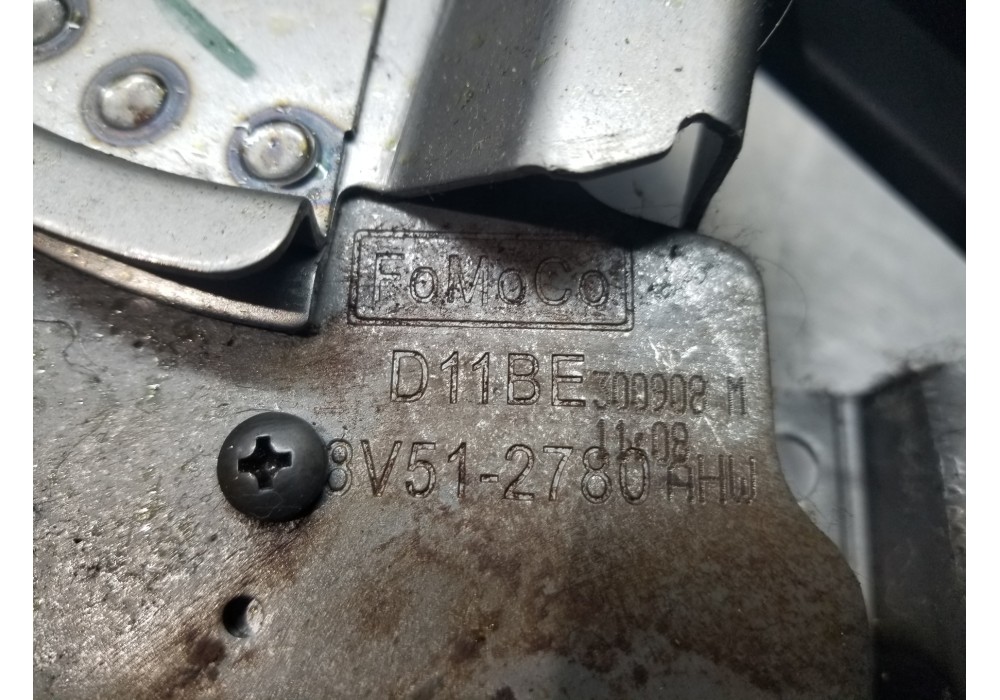 FoMoCo
D11BE 300908 M
11:08
8V51-2780 AHW